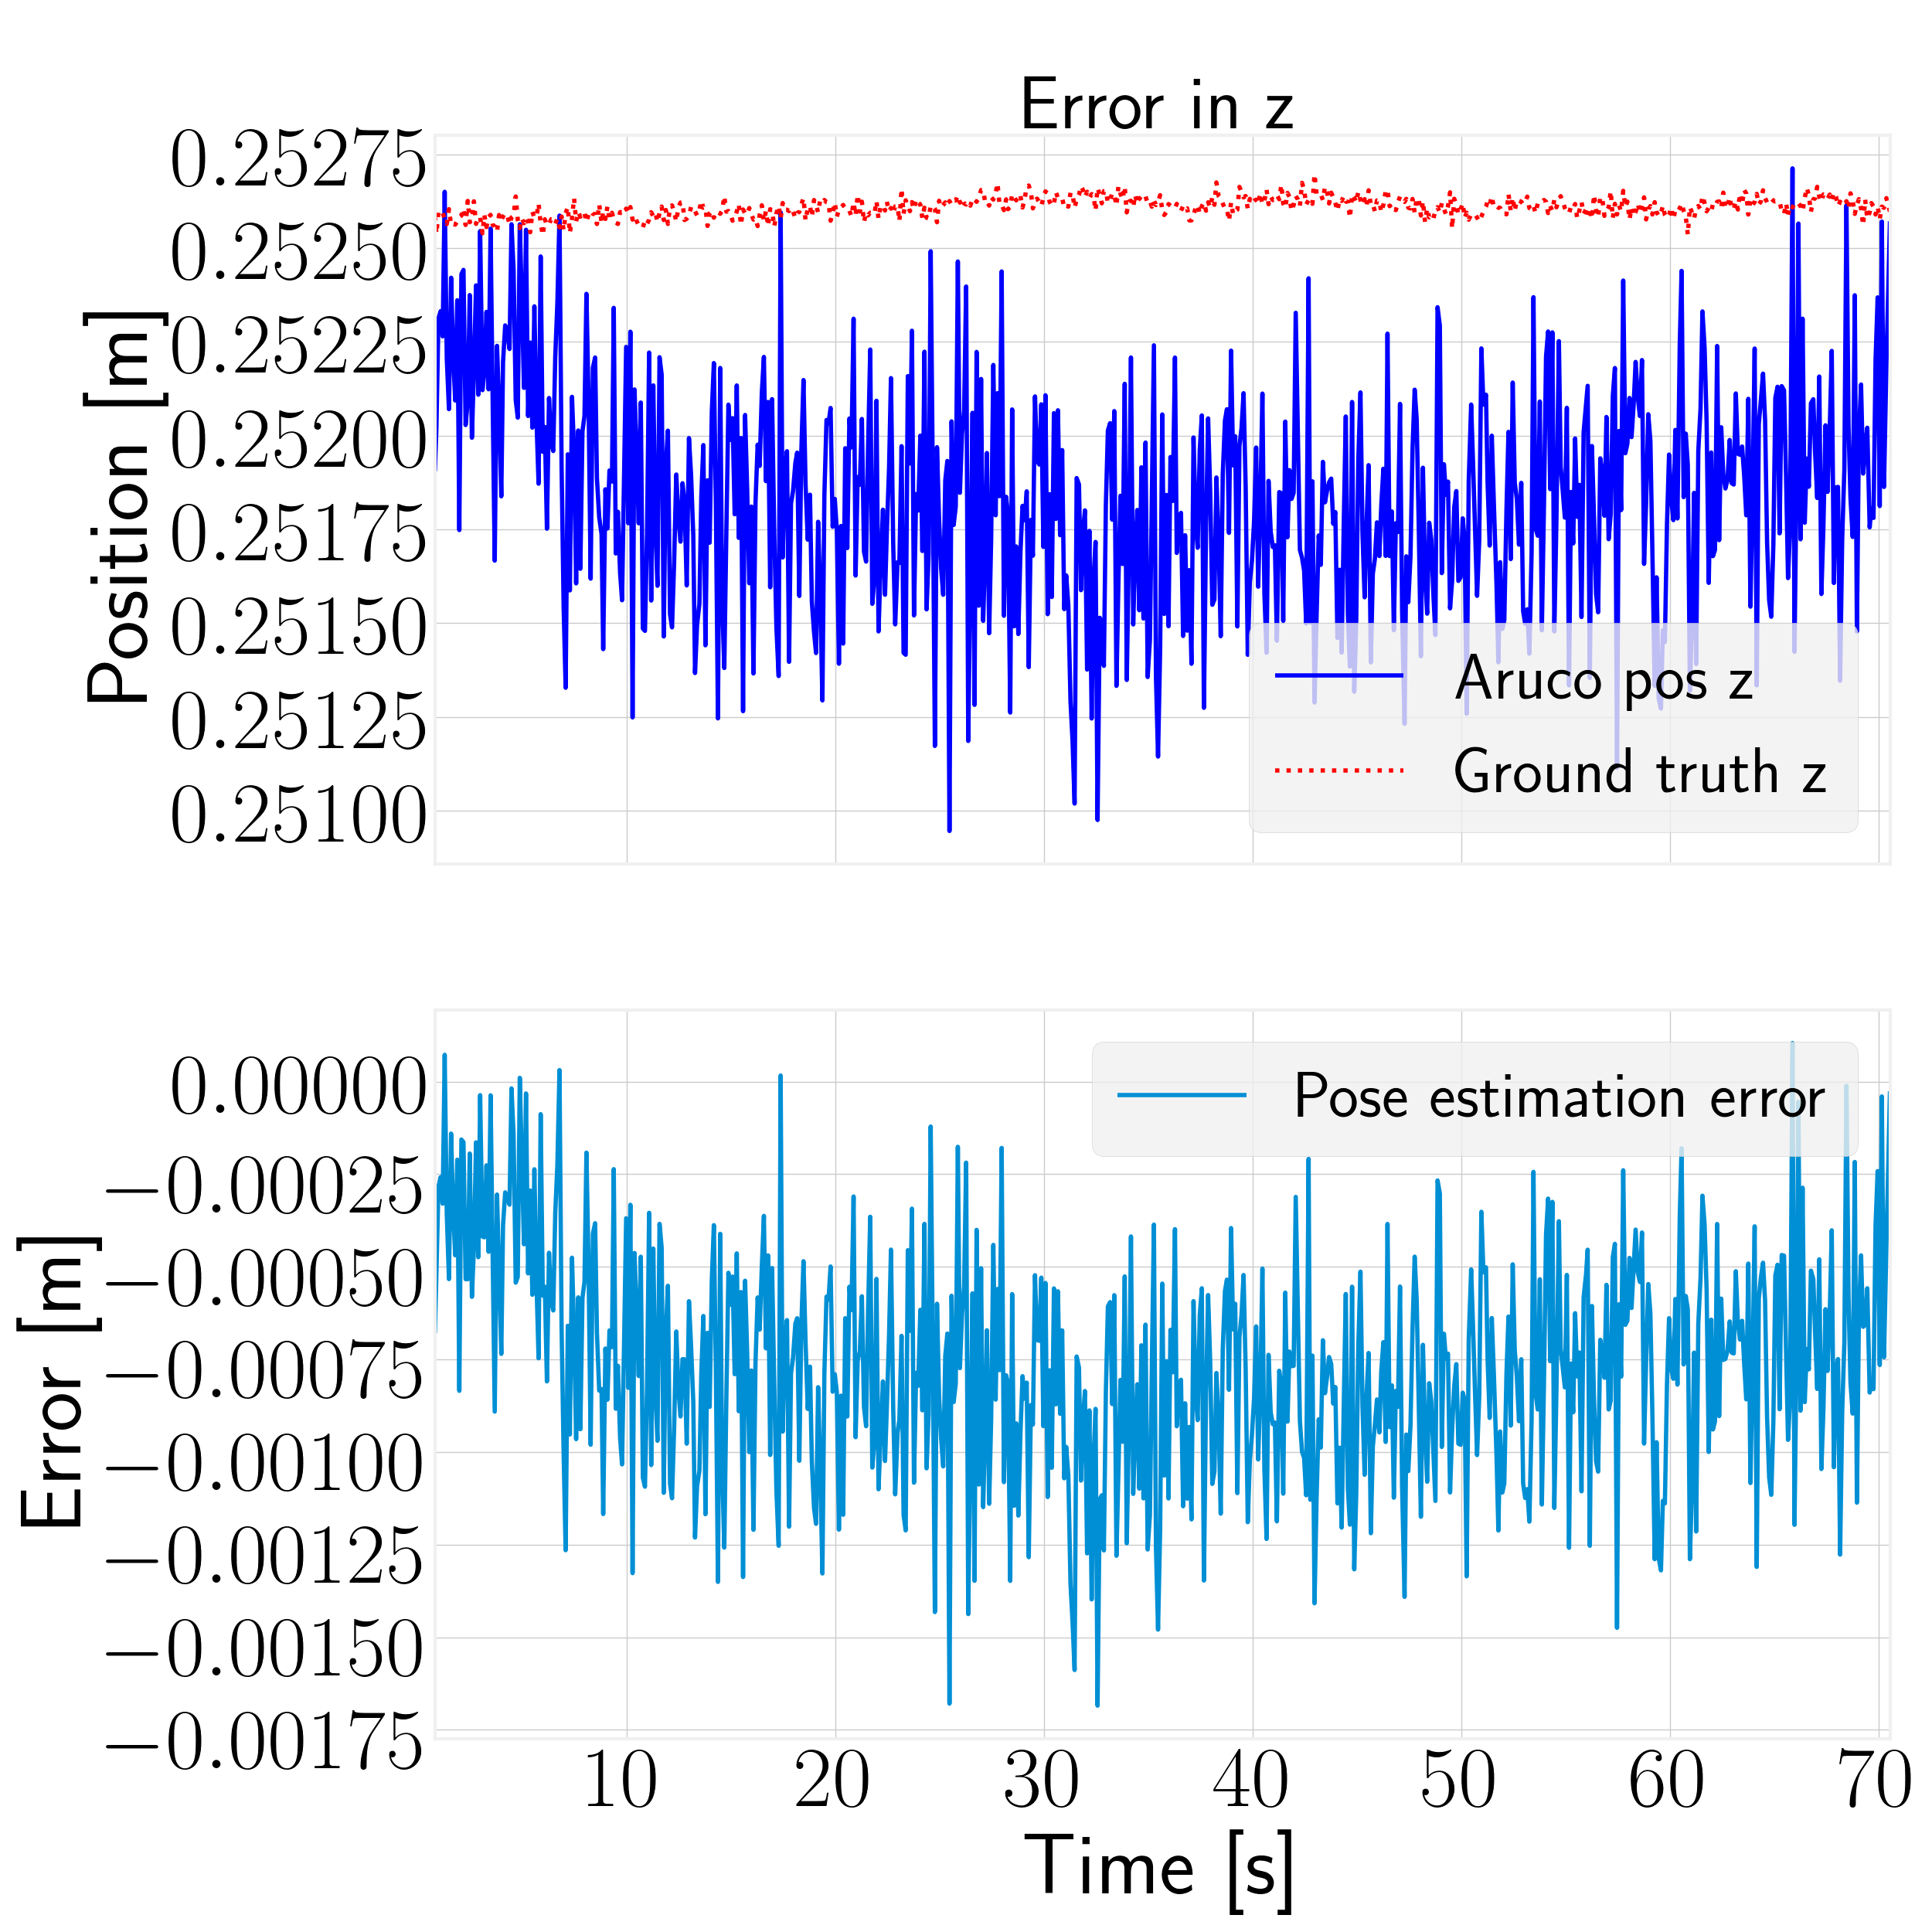 Error in z
Position [m]
0.25275
0.25250
0.25225
0.25200
0.25175
0.25150
0.25125
0.25100
Aruco pos z
Ground truth z
Error [m]
0.00000
−0.00025
−0.00050
−0.00075
−0.00100
−0.00125
−0.00150
−0.00175
Pose estimation error
10 20 30 40 50 60 70
Time [s]